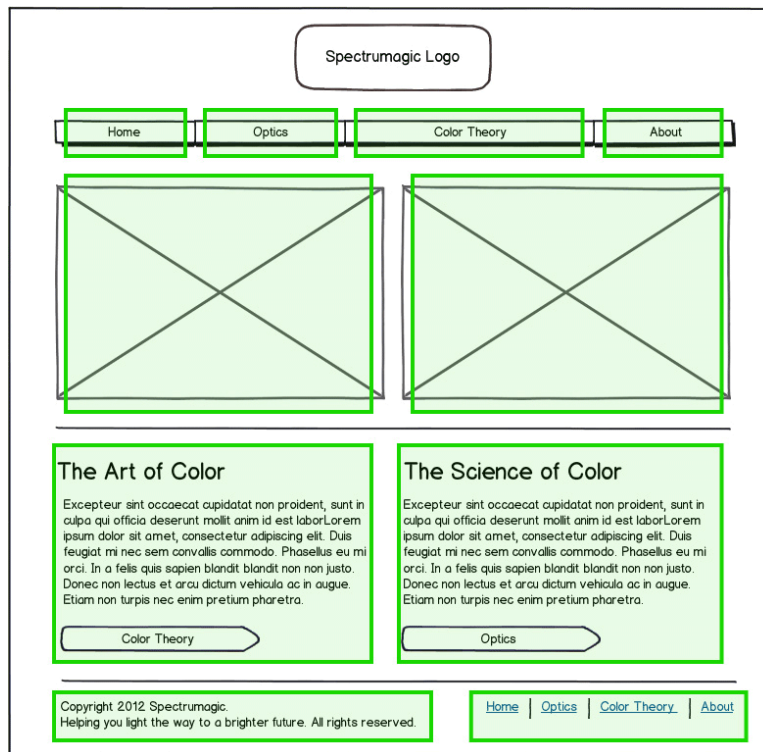 Spectrumagic Logo
Home Optics Color Theory About
The Art of Color
Excepteur sint occaecat cupidatat non proident, sunt in
culpa qui officia deserunt mollit anim id est laborLorem
ipsum dolor sit amet, consectetur adipiscing elit. Duis
feugiat mi nec sem convallis commodo. Phasellus eu mi
orci. In a felis quis sapien blandit blandit non non justo.
Donec non lectus et arcu dictum vehicula ac in augue.
Etiam non turpis nec enim pretium pharetra.
Color Theory
The Science of Color
Excepteur sint occaecat cupidatat non proident, sunt in
culpa qui officia deserunt mollit anim id est laborLorem
ipsum dolor sit amet, consectetur adipiscing elit. Duis
feugiat mi nec sem convallis commodo. Phasellus eu mi
orci. In a felis quis sapien blandit blandit non non justo.
Donec non lectus et arcu dictum vehicula ac in augue.
Etiam non turpis nec enim pretium pharetra.
Optics
Copyright 2012 Spectrumagic.
Helping you light the way to a brighter future. All rights reserved.
Home | Optics | Color Theory | About